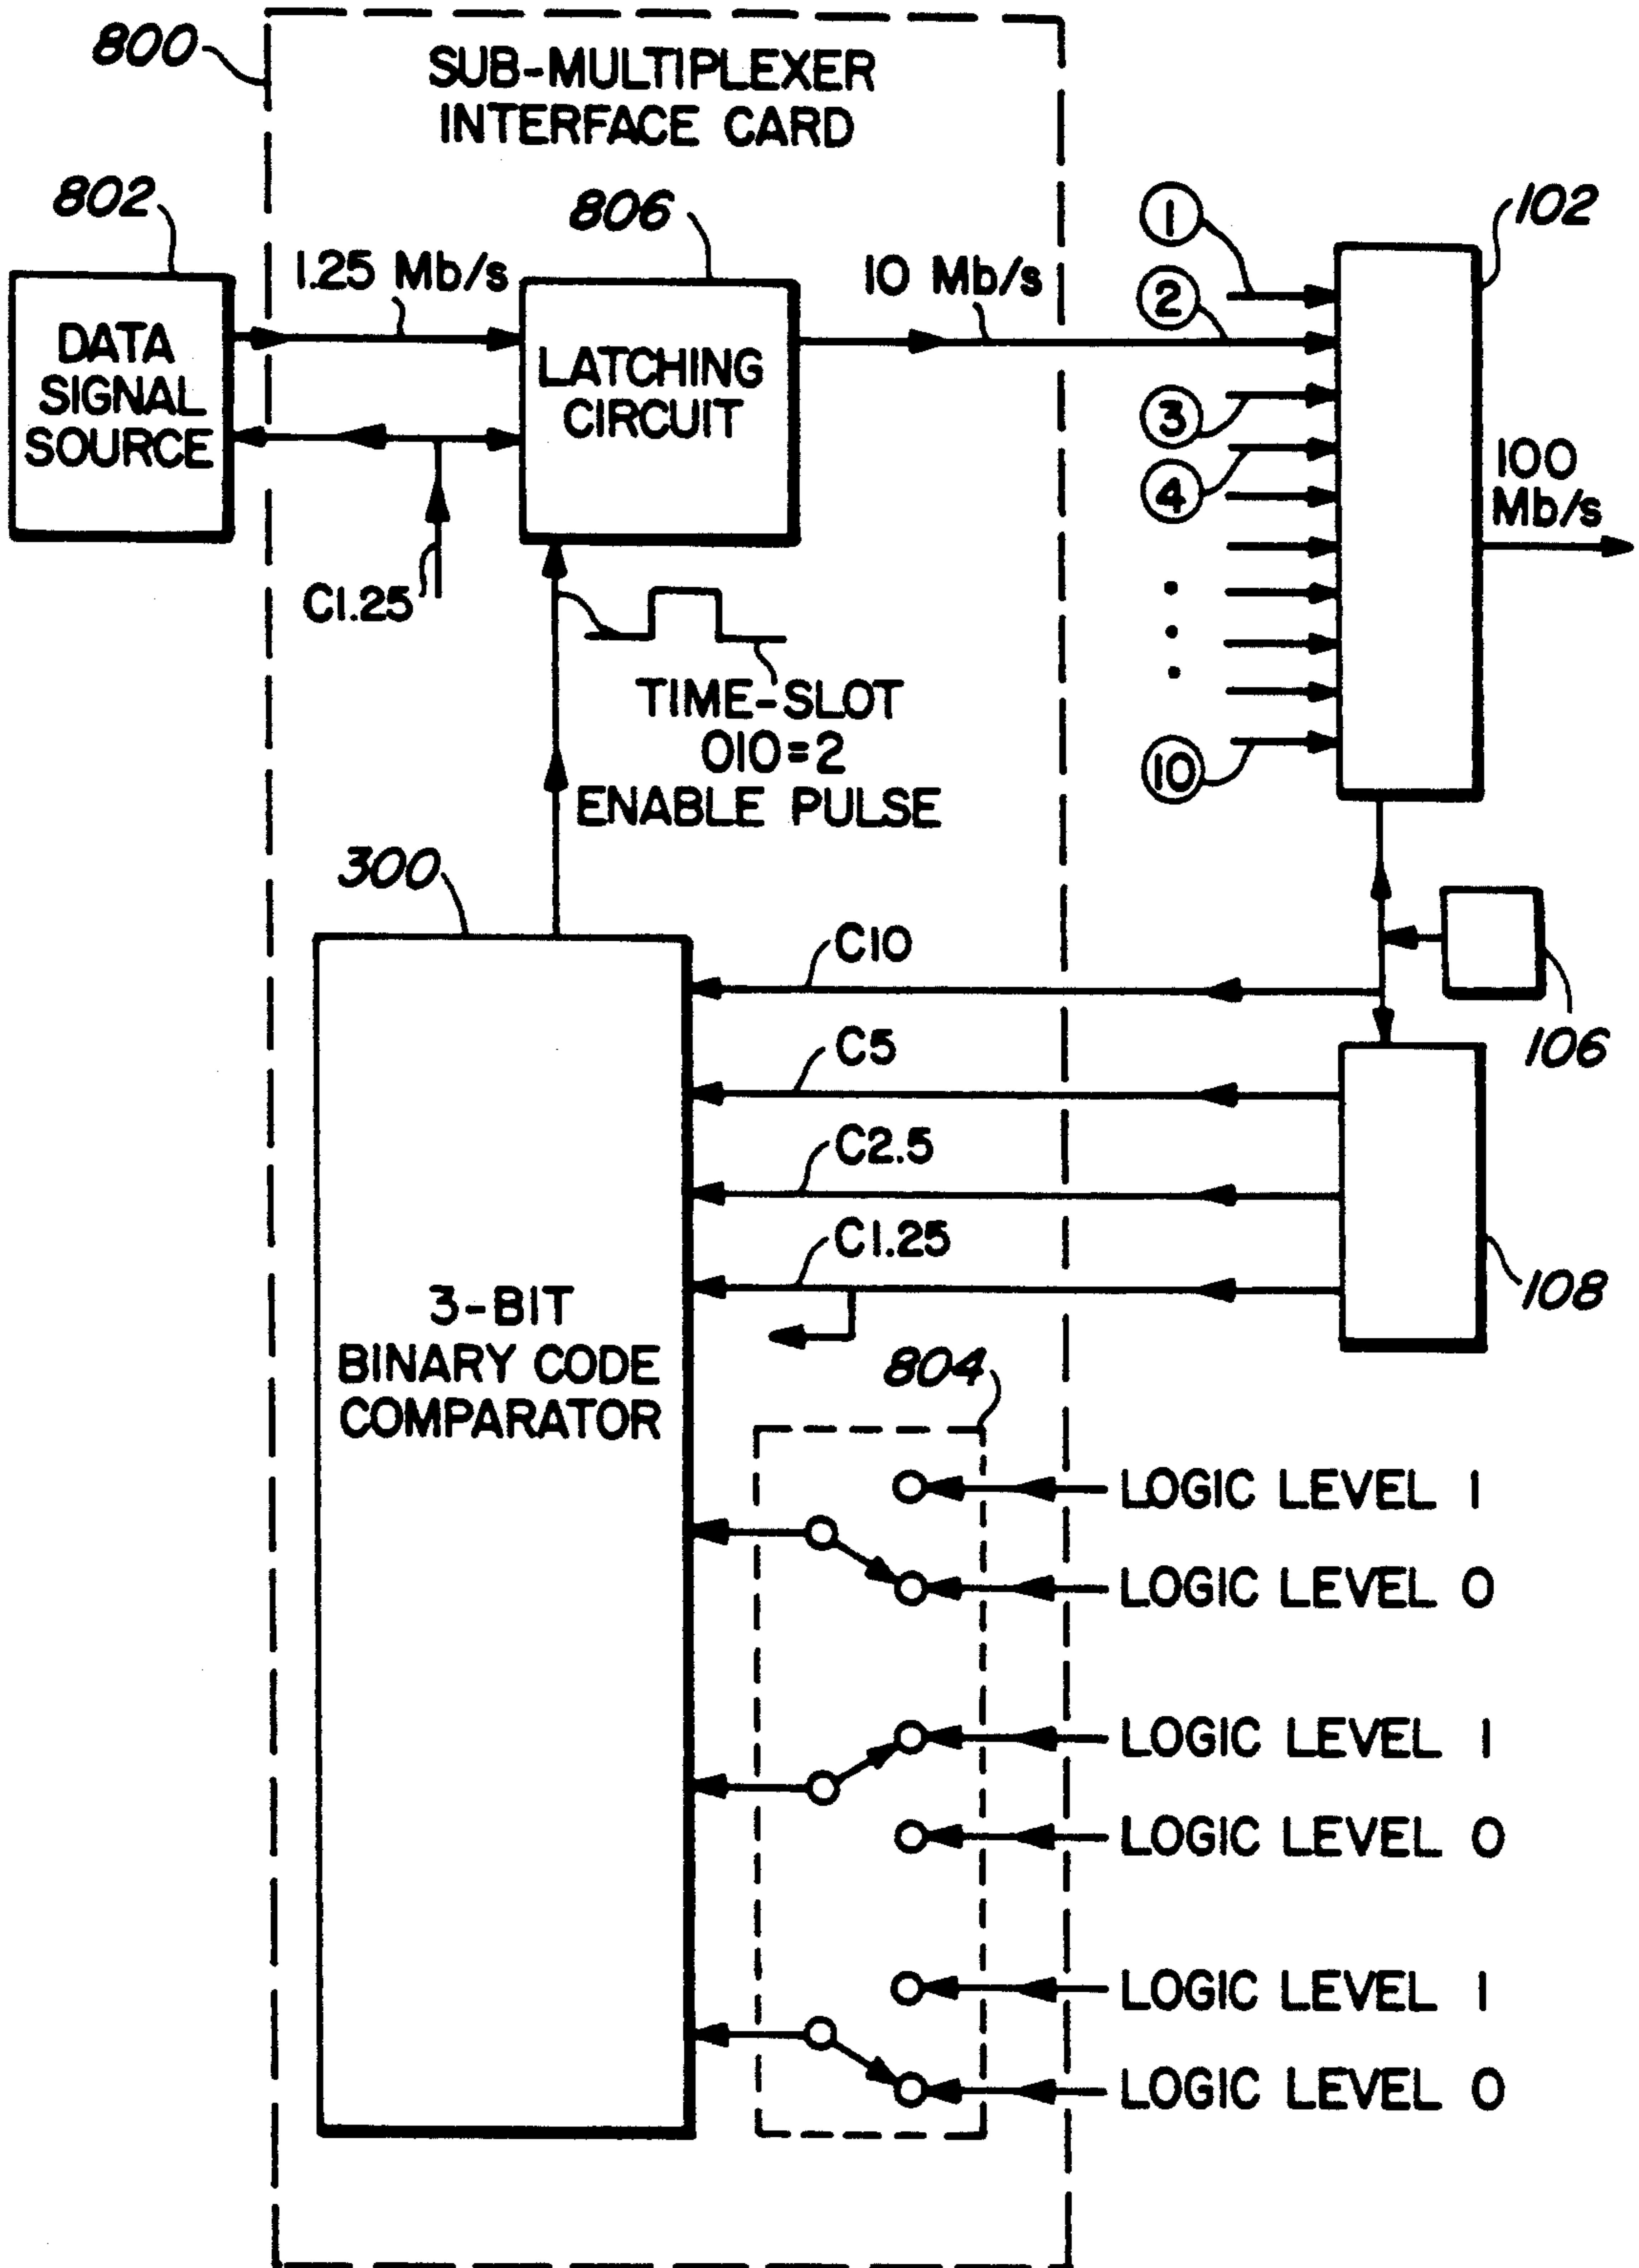 800
SUB-MULTIPLEXER
INTERFACE CARD
802
806
1
102
1.25 Mb/s
10 Mb/s
2
DATA
SIGNAL
SOURCE
LATCHING
CIRCUIT
3
4
100
Mb/s
C1.25
TIME-SLOT
010=2
ENABLE PULSE
10
300
C10
106
C5
C2.5
C1.25
108
3-BIT
BINARY CODE
COMPARATOR
804
LOGIC LEVEL 1
LOGIC LEVEL 0
LOGIC LEVEL 1
LOGIC LEVEL 0
LOGIC LEVEL 1
LOGIC LEVEL 0